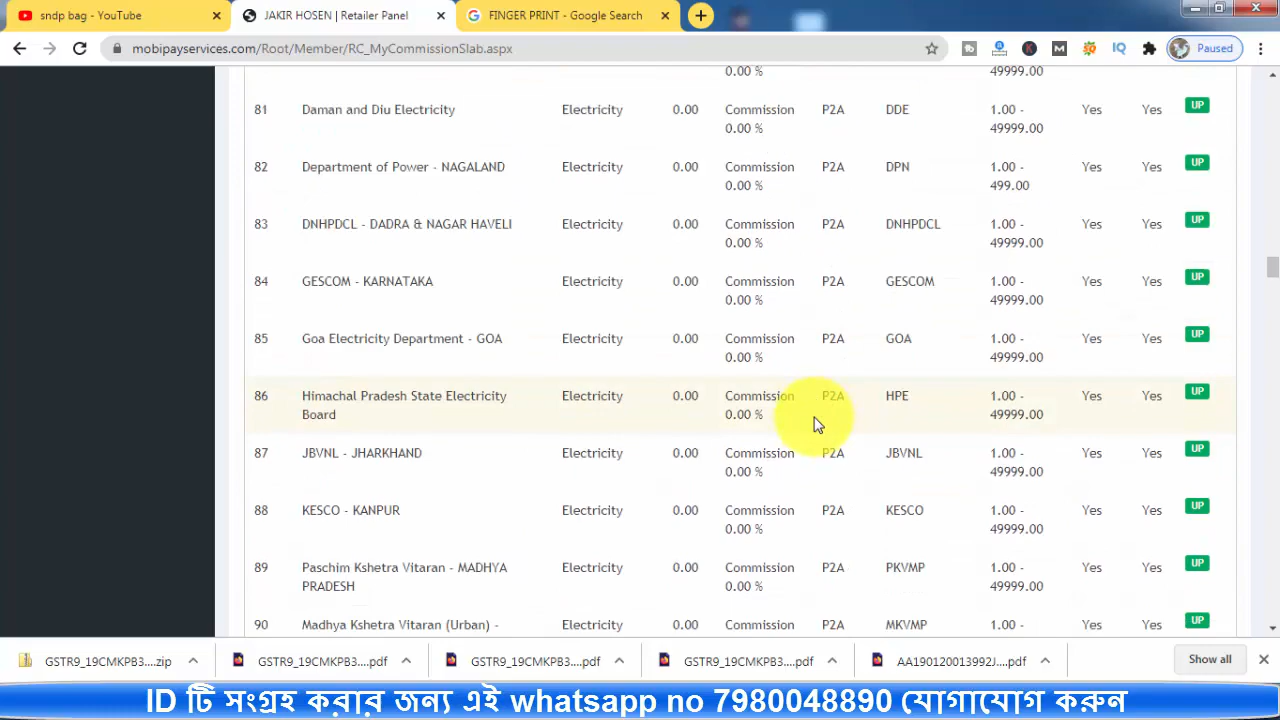 sndp bag - YouTube
JAKIR HOSEN | Retailer Panel
FINGER PRINT - Google Search
mobipayservices.com/Root/Member/RC_MyCommissionSlab.aspx
M
IQ
Paused
0.00 % 49999.00
81 Daman and Diu Electricity Electricity 0.00 Commission P2A DDE 1.00 - Yes Yes UP
0.00 % 49999.00
82 Department of Power - NAGALAND Electricity 0.00 Commission P2A DPN 1.00 - Yes Yes UP
0.00 % 499.00
83 DNHPDCL - DADRA & NAGAR HAVELI Electricity 0.00 Commission P2A DNHPDCL 1.00 - Yes Yes UP
0.00 % 49999.00
84 GESCOM - KARNATAKA Electricity 0.00 Commission P2A GESCOM 1.00 - Yes Yes UP
0.00 % 49999.00
85 Goa Electricity Department - GOA Electricity 0.00 Commission P2A GOA 1.00 - Yes Yes UP
0.00 % 49999.00
86 Himachal Pradesh State Electricity Electricity 0.00 Commission P2A HPE 1.00 - Yes Yes UP
Board 0.00 % 49999.00
87 JBVNL - JHARKHAND Electricity 0.00 Commission P2A JBVNL 1.00 - Yes Yes UP
0.00 % 49999.00
88 KESCO - KANPUR Electricity 0.00 Commission P2A KESCO 1.00 - Yes Yes UP
0.00 % 49999.00
89 Paschim Kshetra Vitaran - MADHYA Electricity 0.00 Commission P2A PKVMP 1.00 - Yes Yes UP
PRADESH 0.00 % 49999.00
90 Madhya Kshetra Vitaran (Urban) - Electricity 0.00 Commission P2A MKVMP 1.00 - Yes Yes UP
GSTR9_19CMKPB3....zip
GSTR9_19CMKPB3....pdf
GSTR9_19CMKPB3....pdf
GSTR9_19CMKPB3....pdf
AA190120013992J....pdf
Show all
ID টি সংগ্রহ করার জন্য এই whatsapp no 7980048890 যোগাযোগ করুন